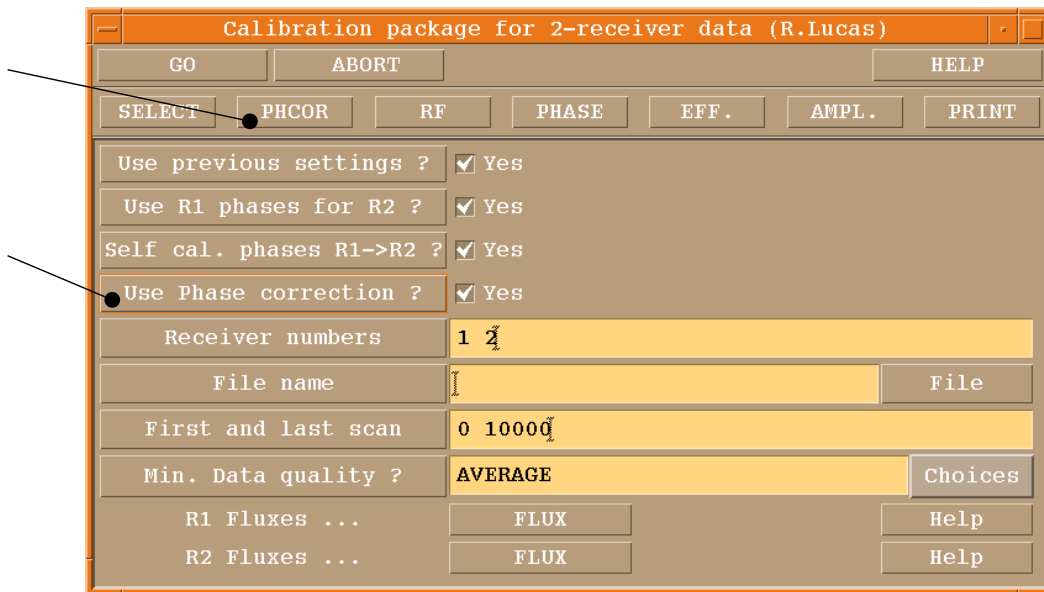 Calibration package for 2-receiver data (R.Lucas)
GO ABORT HELP
SELECT PHCOR RF PHASE EFF. AMPL. PRINT
Use previous settings ? Yes
Use R1 phases for R2 ? Yes
Self cal. phases R1->R2 ? Yes
Use Phase correction ? Yes
Receiver numbers 1 2
File name File
First and last scan 0 10000
Min. Data quality ? AVERAGE Choices
R1 Fluxes ... FLUX Help
R2 Fluxes ... FLUX Help